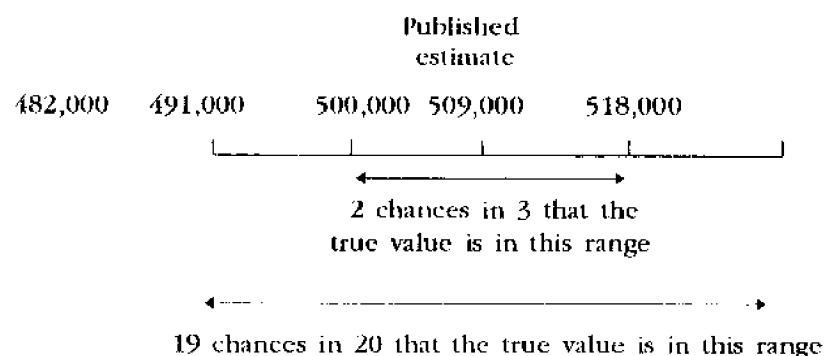 Published
estimate
482,000 491,000 500,000 509,000 518,000
2 chances in 3 that the
true value is in this range
19 chances in 20 that the true value is in this range